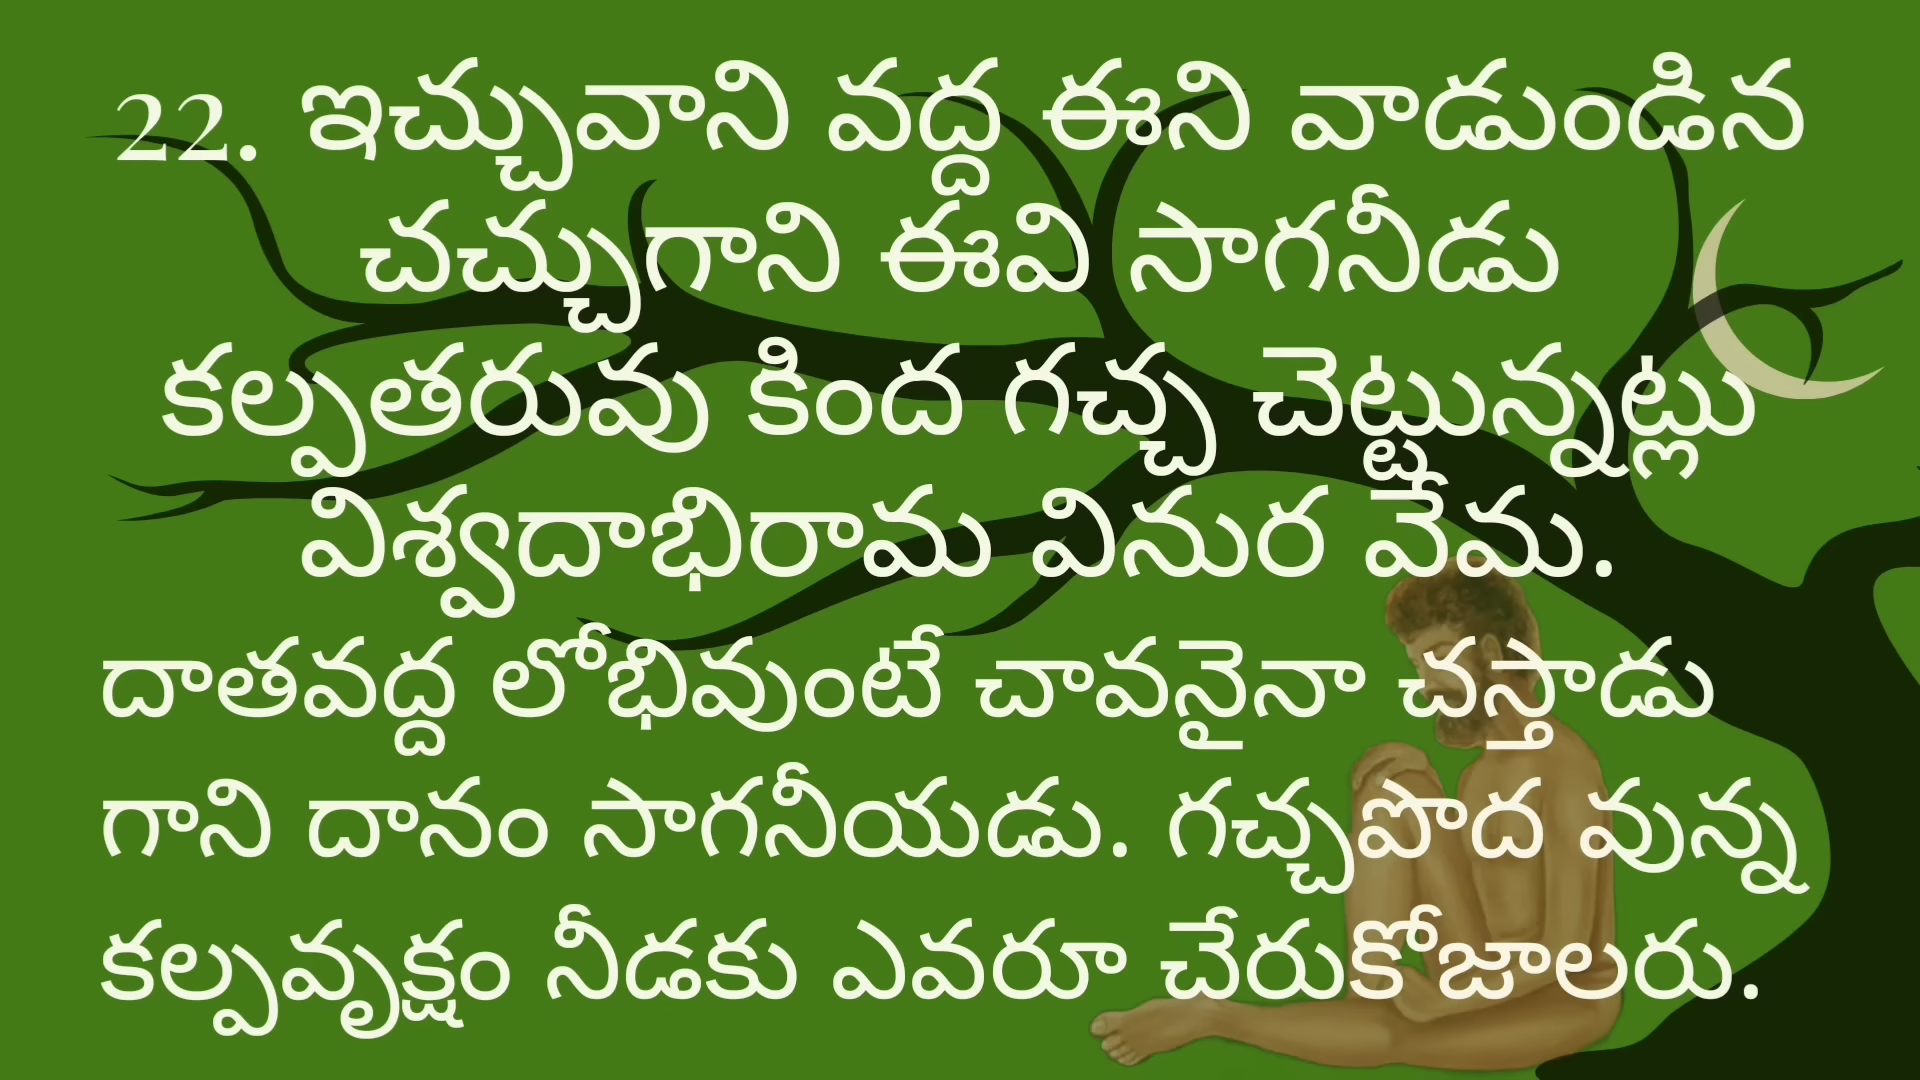 22. ఇచ్చువాని వద్ద ఈని వాడుండిన
చచ్చుగాని ఈవి సాగనీడు
కల్పతరువు కింద గచ్చ చెట్టున్నట్లు
విశ్వదాభిరామ వినుర వేమ.
దాతవద్ద లోభివుంటే చావనైనా చస్తాడు
గాని దానం సాగనీయడు. గచ్చపొద వున్న
కల్పవృక్షం నీడకు ఎవరూ చేరుకోజాలరు.